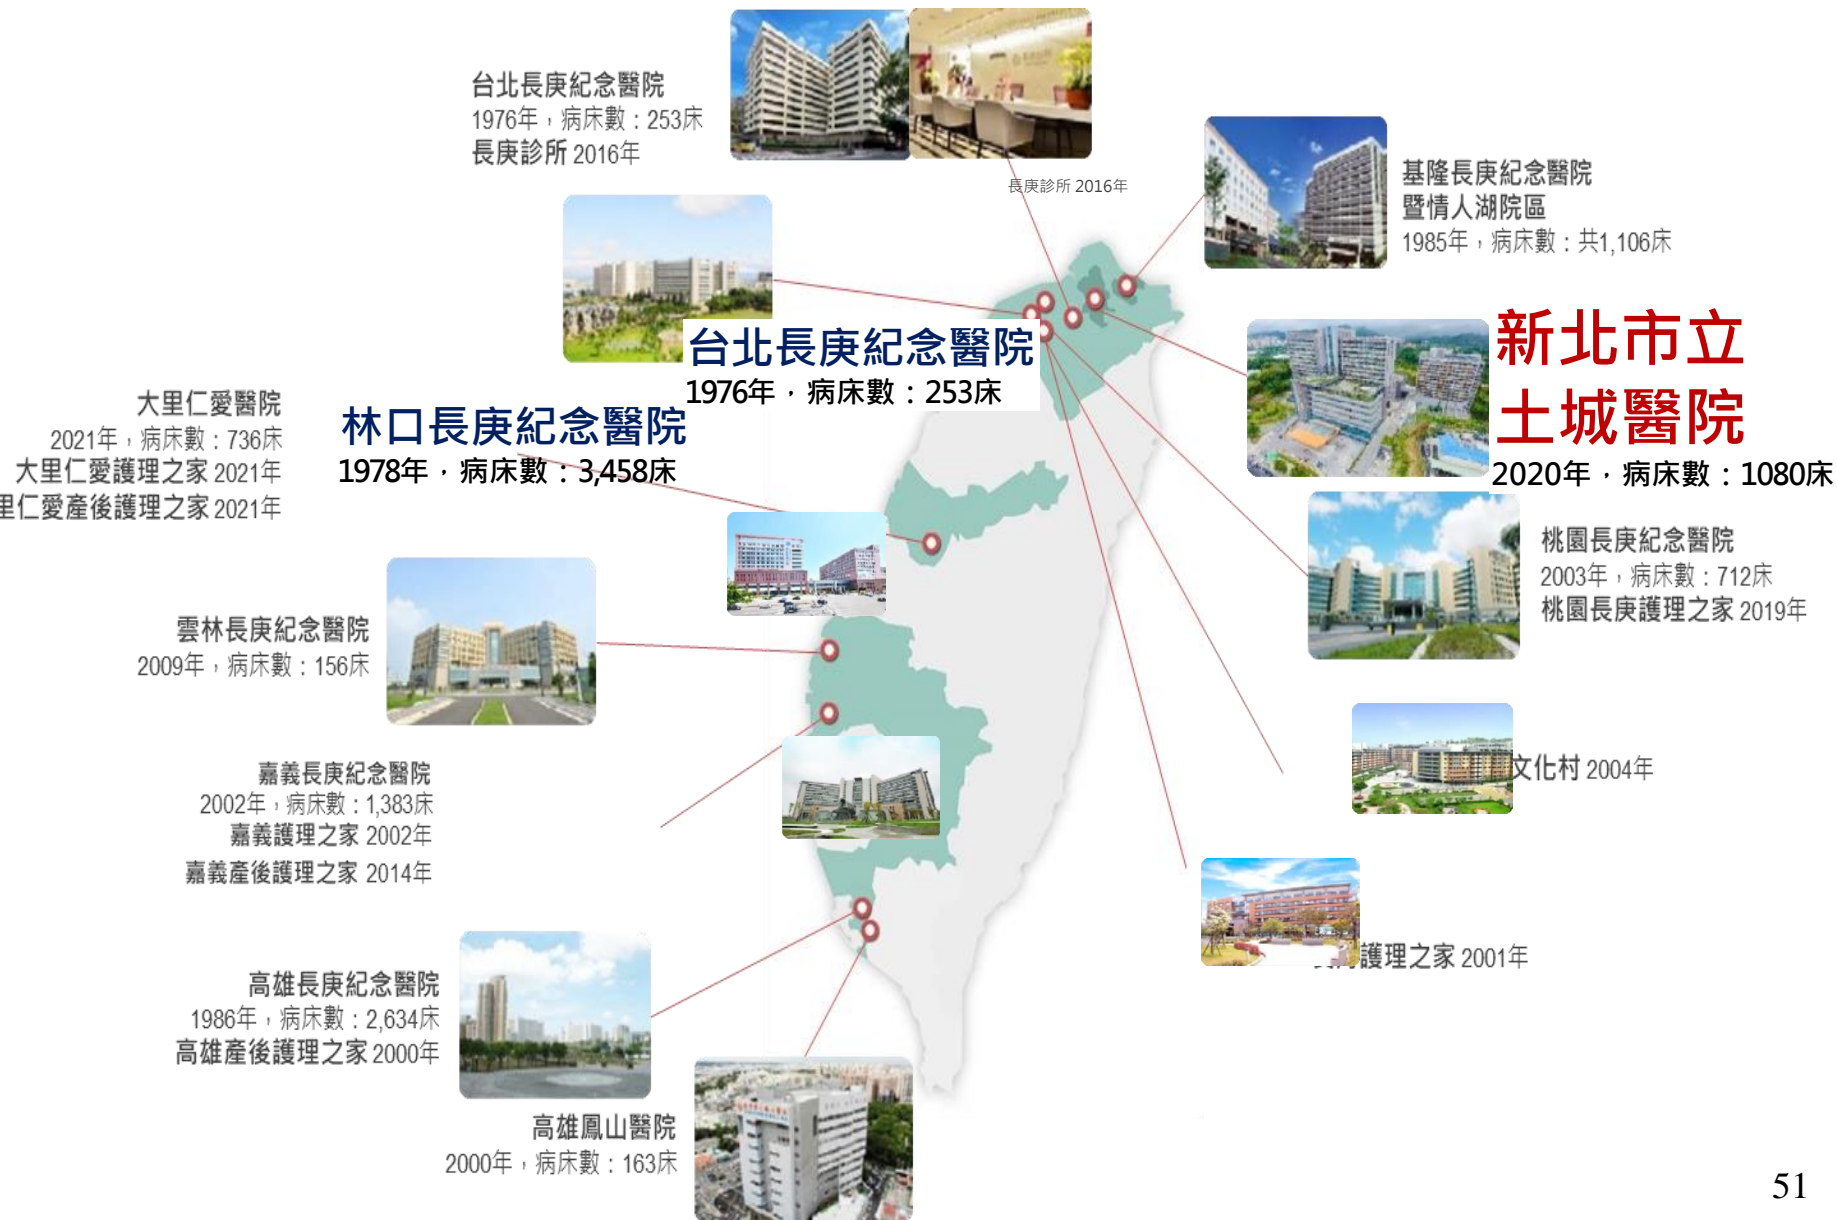 台北長庚紀念醫院
1976年，病床數：253床
長庚診所 2016年
長庚診所 2016年
基隆長庚紀念醫院
暨情人湖院區
1985年，病床數：共1,106床
台北長庚紀念醫院
1976年，病床數：253床
新北市立
土城醫院
2020年，病床數：1080床
林口長庚紀念醫院
1978年，病床數：3,458床
大里仁愛醫院
2021年，病床數：736床
大里仁愛護理之家 2021年
里仁愛產後護理之家 2021年
桃園長庚紀念醫院
2003年，病床數：712床
桃園長庚護理之家 2019年
雲林長庚紀念醫院
2009年，病床數：156床
文化村 2004年
嘉義長庚紀念醫院
2002年，病床數：1,383床
嘉義護理之家 2002年
嘉義產後護理之家 2014年
護理之家 2001年
高雄長庚紀念醫院
1986年，病床數：2,634床
高雄產後護理之家 2000年
高雄鳳山醫院
2000年，病床數：163床
51